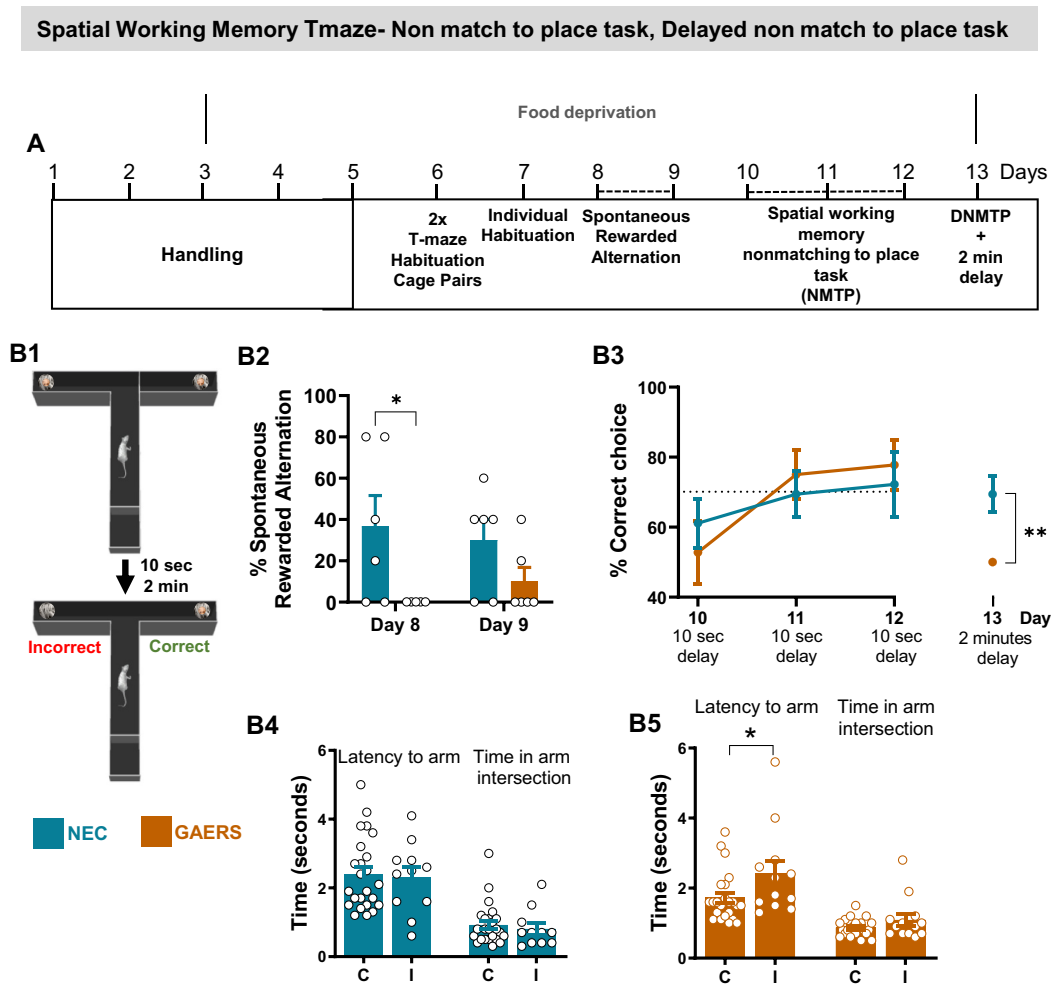 Spatial Working Memory Tmaze- Non match to place task, Delayed non match to place task
Food deprivation
A
1 2 3 4 5 6 7 8 9 10 11 12 13 Days
Handling
2x
T-maze
Habituation
Cage Pairs
Individual
Habituation
Spontaneous
Rewarded
Alternation
Spatial working
memory
nonmatching to place
task
(NMTP)
DNMTP
+
2 min
delay
B1
10 sec
2 min
Incorrect
Correct
NEC
GAERS
B2
% Spontaneous
Rewarded Alternation
100
80
60
40
20
0
*
Day 8
Day 9
B3
% Correct choice
100
80
60
40
**
10 11 12 13 Day
10 sec
delay
10 sec
delay
10 sec
delay
2 minutes
delay
B4
Latency to arm
Time in arm
intersection
Time (seconds)
6
4
2
0
C I C I
B5
Latency to arm
Time in arm
intersection
*
Time (seconds)
6
4
2
0
C I C I